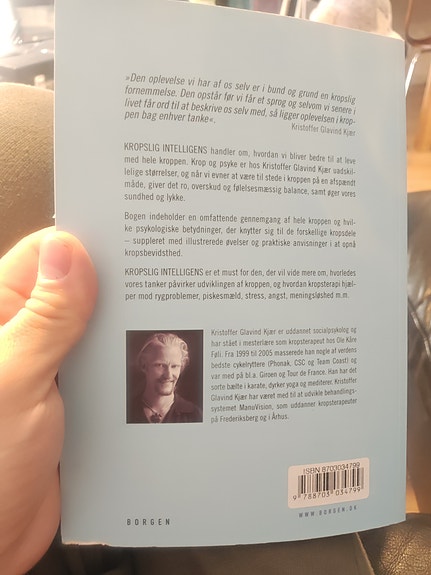 »Den oplevelse vi har af os selv er i bund og grund en kropslig
fornemmelse. Den opstår før vi får et sprog og selvom vi senere i
livet får ord til at beskrive os selv med, så ligger oplevelsen i krop-
pen bag enhver tanke«.
Kristoffer Glavind Kjær
KROPSLIG INTELLIGENS handler om, hvordan vi bliver bedre til at leve
med hele kroppen. Krop og psyke er hos Kristoffer Glavind Kjær uadskil-
lelige størrelser, og når vi evner at være til stede i kroppen på en afspændt
måde, giver det ro, overskud og følelsesmæssig balance, samt øger vores
sundhed og lykke.
Bogen indeholder en omfattende gennemgang af hele kroppen og hvil-
ke psykologiske betydninger, der knytter sig til de forskellige kropsdele
– suppleret med illustrerede øvelser og praktiske anvisninger i at opnå
kropsbevidsthed.
KROPSLIG INTELLIGENS er et must for den, der vil vide mere om, hvorledes
vores tanker påvirker udviklingen af kroppen, og hvordan kropsterapi hjæl-
per mod rygproblemer, piskesmæld, stress, angst, meningsløshed m.m.
Kristoffer Glavind Kjær er uddannet socialpsykolog og
har stået i mesterlære som kropsterapeut hos Ole Kåre
Føli. Fra 1999 til 2005 masserede han nogle af verdens
bedste cykelryttere (Phonak, CSC og Team Coast) og
var med på bl.a. Giroen og Tour de France. Han har det
sorte bælte i karate, dyrker yoga og mediterer. Kristoffer
Glavind Kjær har været med til at udvikle behandlings-
systemet ManuVision, som uddanner kropsterapeuter
på Frederiksberg og i Århus.
ISBN 8703034799
9 788703 034799
BORGEN
WWW.BORGEN.DK